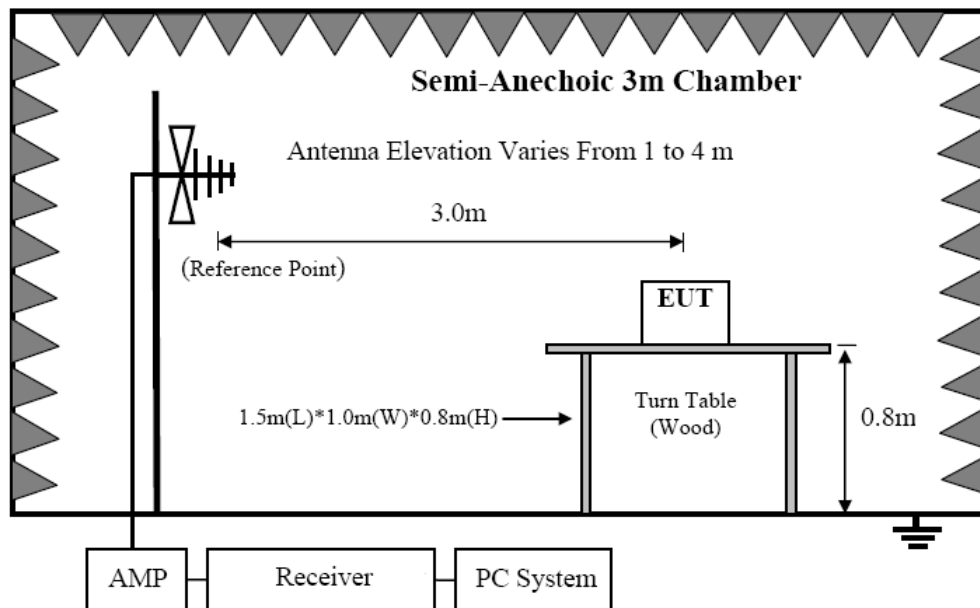 Semi-Anechoic 3m Chamber
Antenna Elevation Varies From 1 to 4 m
3.0m
(Reference Point)
EUT
1.5m(L)*1.0m(W)*0.8m(H)
Turn Table
(Wood)
0.8m
AMP
Receiver
PC System